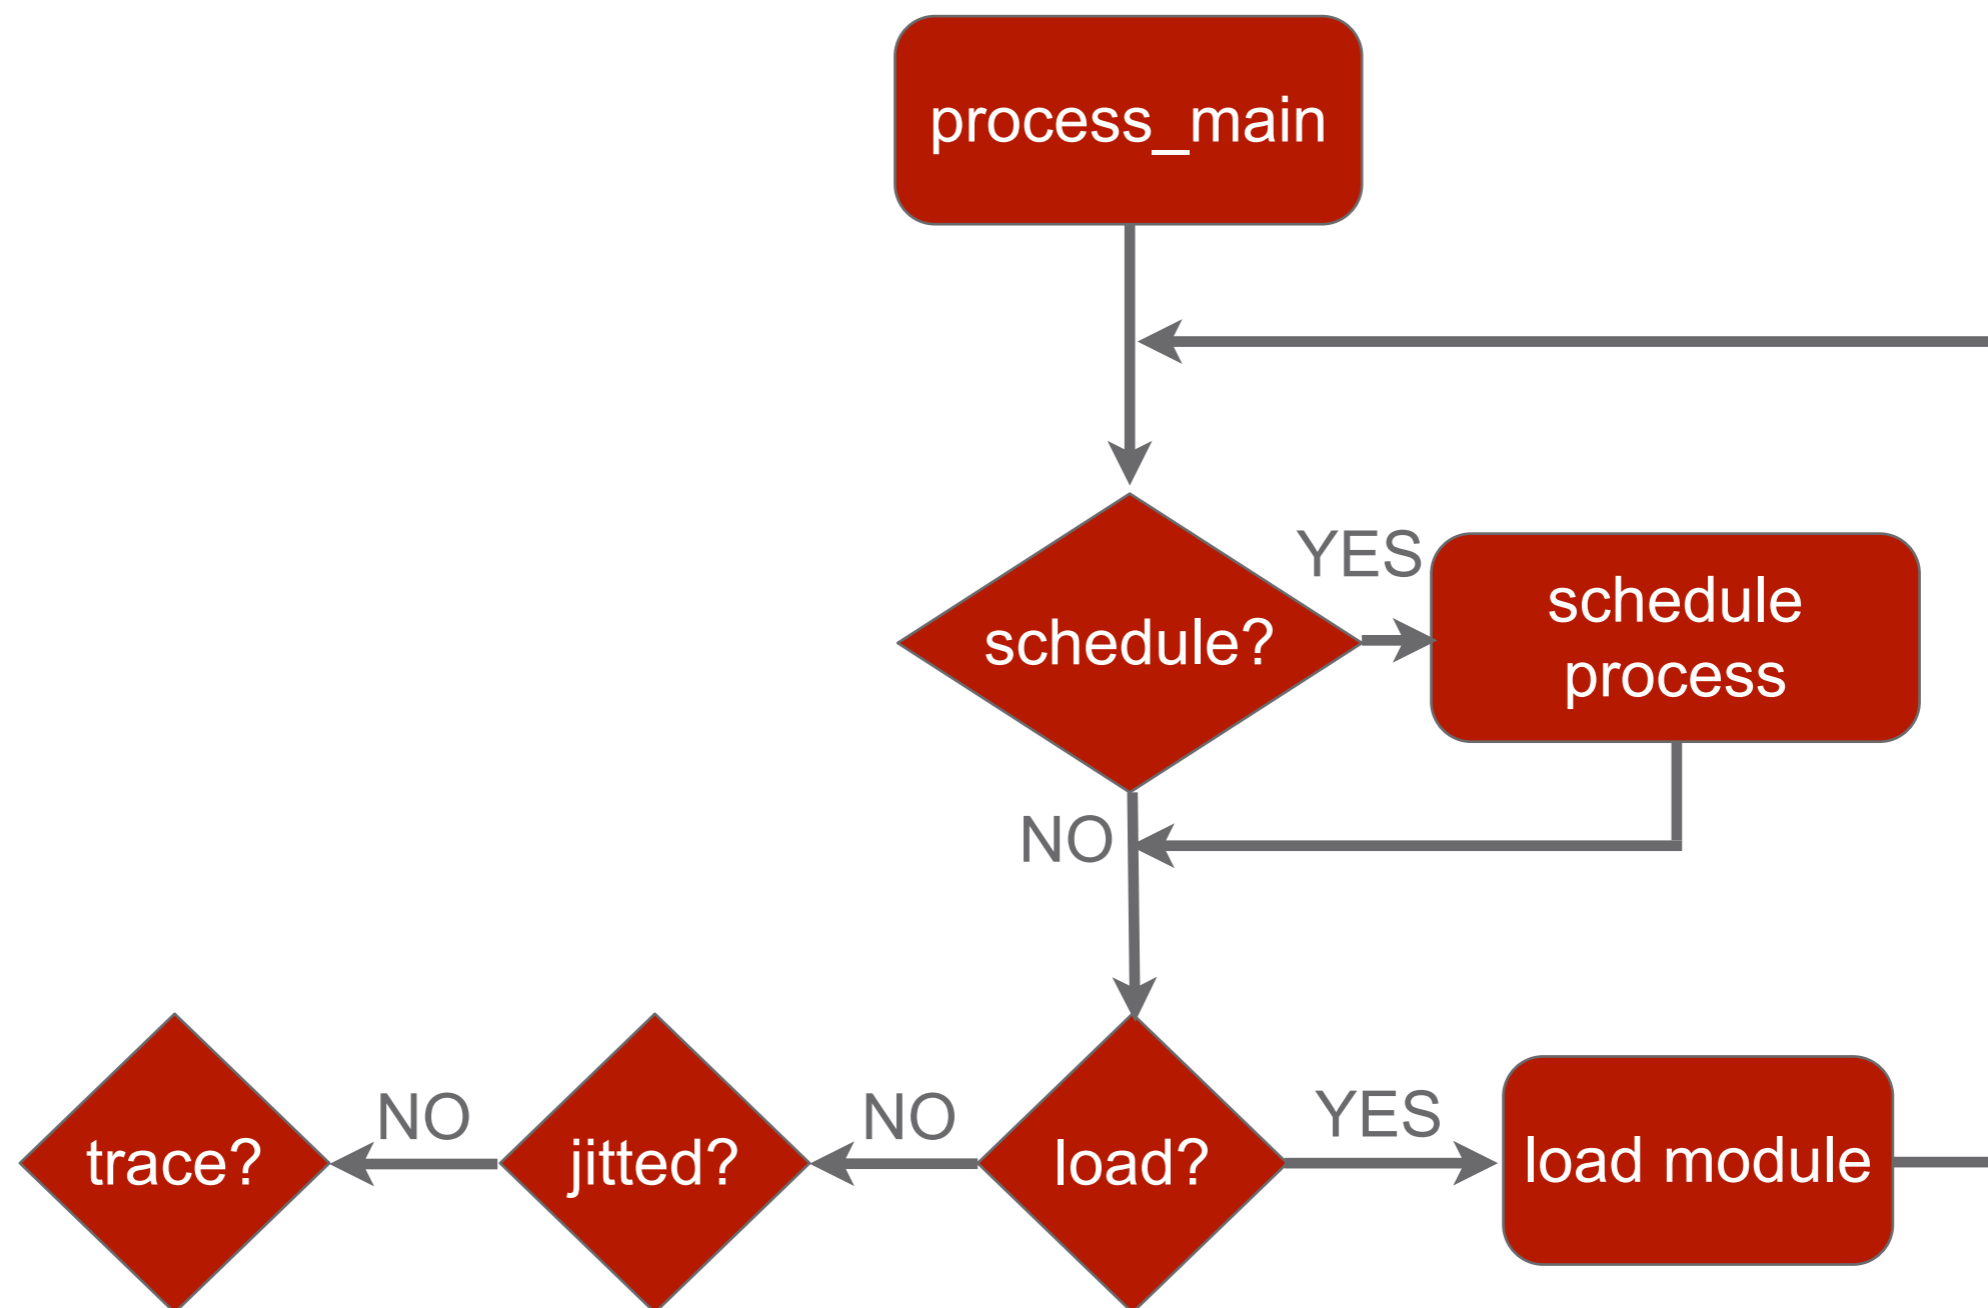 process_main
YES
schedule?
schedule
process
NO
trace?
NO
jitted?
NO
load?
YES
load module